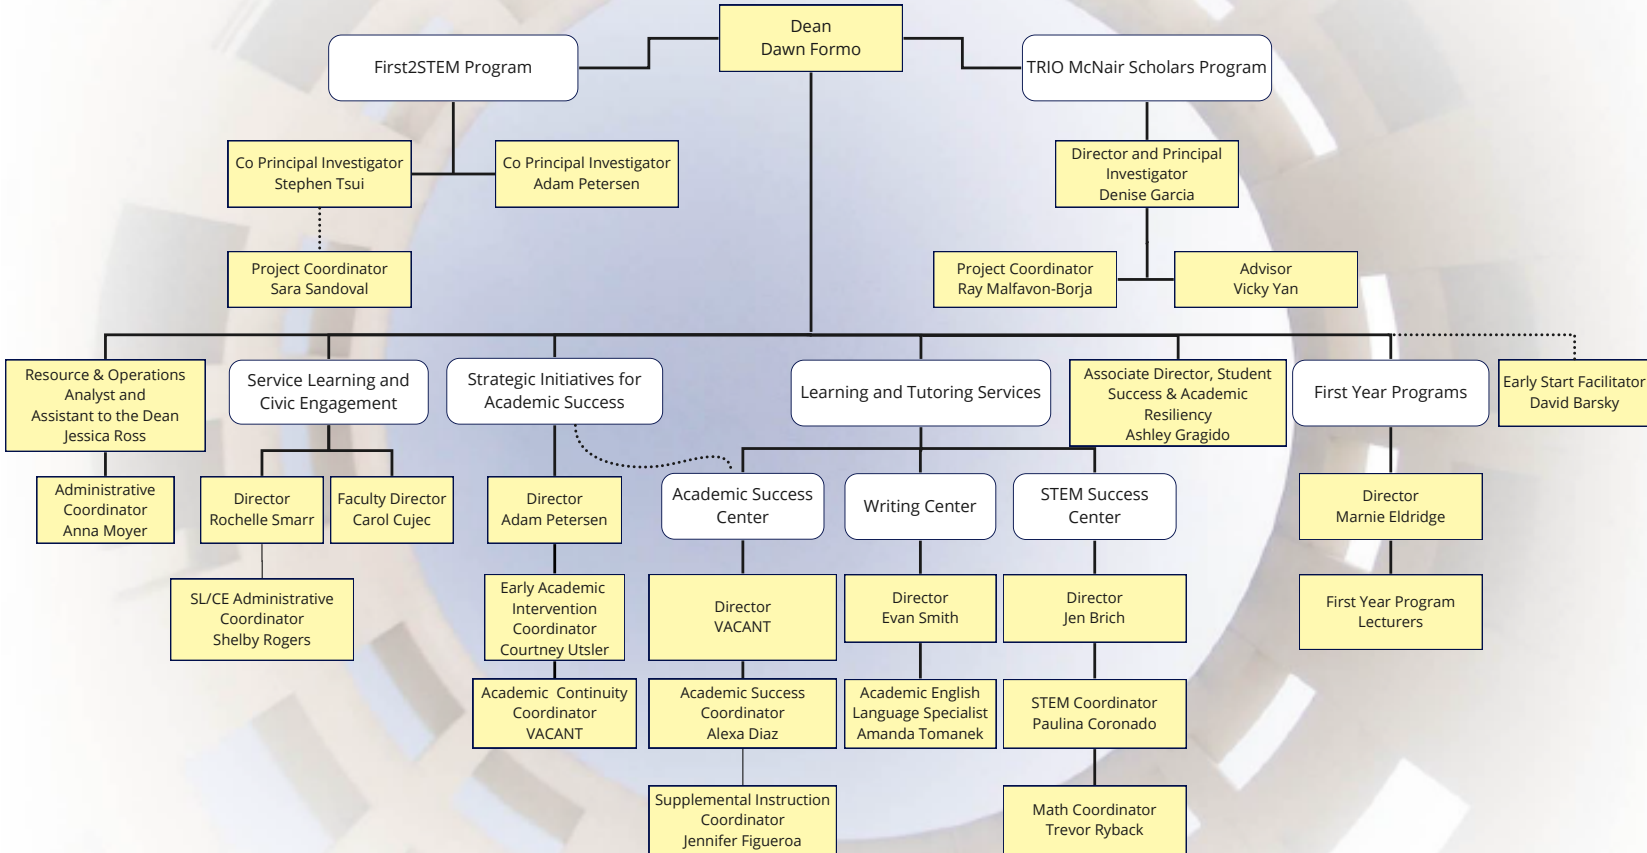 Dean
Dawn Formo
First2STEM Program
TRIO McNair Scholars Program
Co Principal Investigator
Stephen Tsui
Co Principal Investigator
Adam Petersen
Director and Principal
Investigator
Denise Garcia
Project Coordinator
Sara Sandoval
Project Coordinator
Ray Malfavon-Borja
Advisor
Vicky Yan
Resource & Operations
Analyst and
Assistant to the Dean
Jessica Ross
Service Learning and
Civic Engagement
Strategic Initiatives for
Academic Success
Learning and Tutoring Services
Associate Director, Student
Success & Academic
Resiliency
Ashley Gragido
First Year Programs
Early Start Facilitator
David Barsky
Administrative
Coordinator
Anna Moyer
Director
Rochelle Smarr
Faculty Director
Carol Cujec
Director
Adam Petersen
Academic Success
Center
Writing Center
STEM Success
Center
Director
Marnie Eldridge
SL/CE Administrative
Coordinator
Shelby Rogers
Early Academic
Intervention
Coordinator
Courtney Utsler
Director
VACANT
Director
Evan Smith
Director
Jen Brich
First Year Program
Lecturers
Academic  Continuity
Coordinator
VACANT
Academic Success
Coordinator
Alexa Diaz
Academic English
Language Specialist
Amanda Tomanek
STEM Coordinator
Paulina Coronado
Supplemental Instruction
Coordinator
Jennifer Figueroa
Math Coordinator
Trevor Ryback